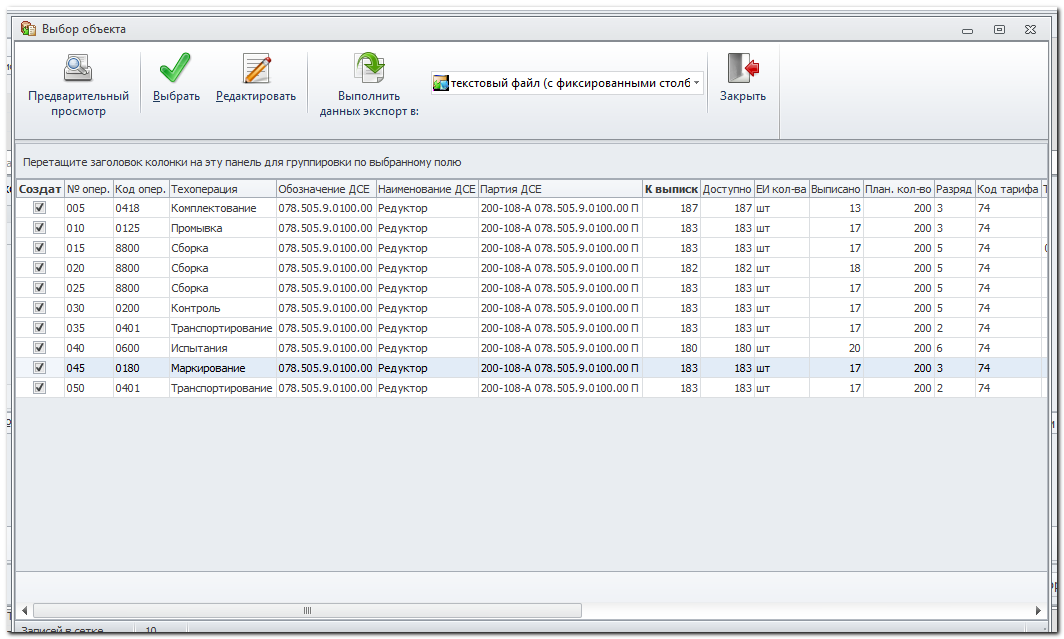 Выбор объекта
Предварительный просмотр
Выбрать
Редактировать
Выполнить данных экспорт в:
текстовый файл (с фиксированными столб
Закрыть
Перетащите заголовок колонки на эту панель для группировки по выбранному полю
Создат № опер. Код опер. Техоперация Обозначение ДСЕ Наименование ДСЕ Партия ДСЕ К выписк Доступно ЕИ кол-ва Выписано План. кол-во Разряд Код тарифа
005 0418 Комплектование 078.505.9.0100.00 Редуктор 200-108-А 078.505.9.0100.00 П 187 187 шт 13 200 3 74
010 0125 Промывка 078.505.9.0100.00 Редуктор 200-108-А 078.505.9.0100.00 П 183 183 шт 17 200 3 74
015 8800 Сборка 078.505.9.0100.00 Редуктор 200-108-А 078.505.9.0100.00 П 183 183 шт 17 200 5 74
020 8800 Сборка 078.505.9.0100.00 Редуктор 200-108-А 078.505.9.0100.00 П 182 182 шт 18 200 5 74
025 8800 Сборка 078.505.9.0100.00 Редуктор 200-108-А 078.505.9.0100.00 П 183 183 шт 17 200 5 74
030 0200 Контроль 078.505.9.0100.00 Редуктор 200-108-А 078.505.9.0100.00 П 183 183 шт 17 200 5 74
035 0401 Транспортирование 078.505.9.0100.00 Редуктор 200-108-А 078.505.9.0100.00 П 183 183 шт 17 200 2 74
040 0600 Испытания 078.505.9.0100.00 Редуктор 200-108-А 078.505.9.0100.00 П 180 180 шт 20 200 6 74
045 0180 Маркирование 078.505.9.0100.00 Редуктор 200-108-А 078.505.9.0100.00 П 183 183 шт 17 200 3 74
050 0401 Транспортирование 078.505.9.0100.00 Редуктор 200-108-А 078.505.9.0100.00 П 183 183 шт 17 200 2 74
Записей в сетке 10